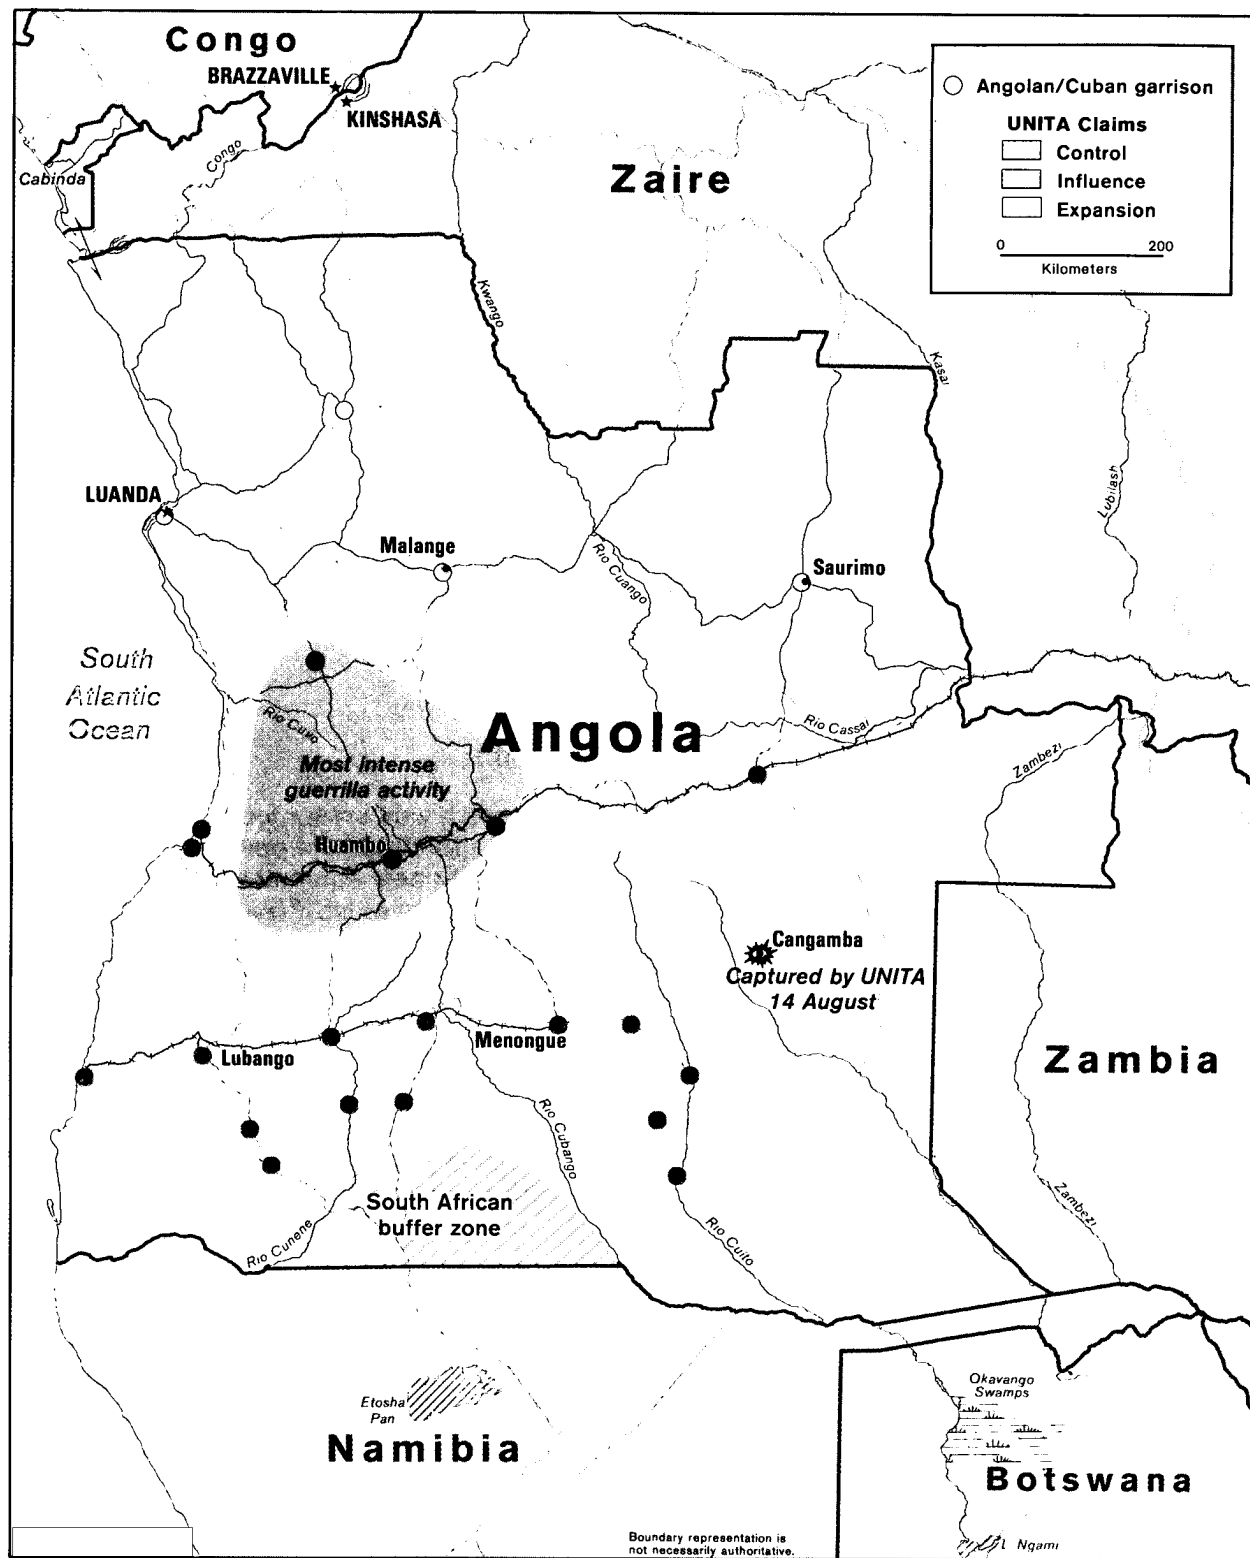 Congo
BRAZZAVILLE
KINSHASA
Congo
Cabinda
Zaire
Angolan/Cuban garrison
UNITA Claims
Control
Influence
Expansion
0 200
Kilometers
Kwango
Kasai
Lubilash
LUANDA
Malange
Rio Cuango
Saurimo
South
Atlantic
Ocean
Angola
Rio Cuvo
Rio Cassai
Zambezi
Most intense
guerrilla activity
Huambo
Cangamba
Captured by UNITA
14 August
Lubango
Menongue
Zambia
Rio Cubango
South African
buffer zone
Rio Cunene
Rio Cuito
Zambezi
Etosha
Pan
Namibia
Okavango
Swamps
Botswana
L Ngami
Boundary representation is
not necessarily authoritative.